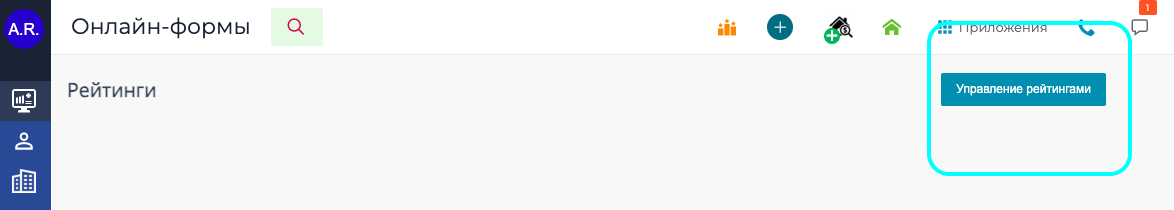 A.R.
Онлайн-формы
Приложения
1
Рейтинги
Управление рейтингами